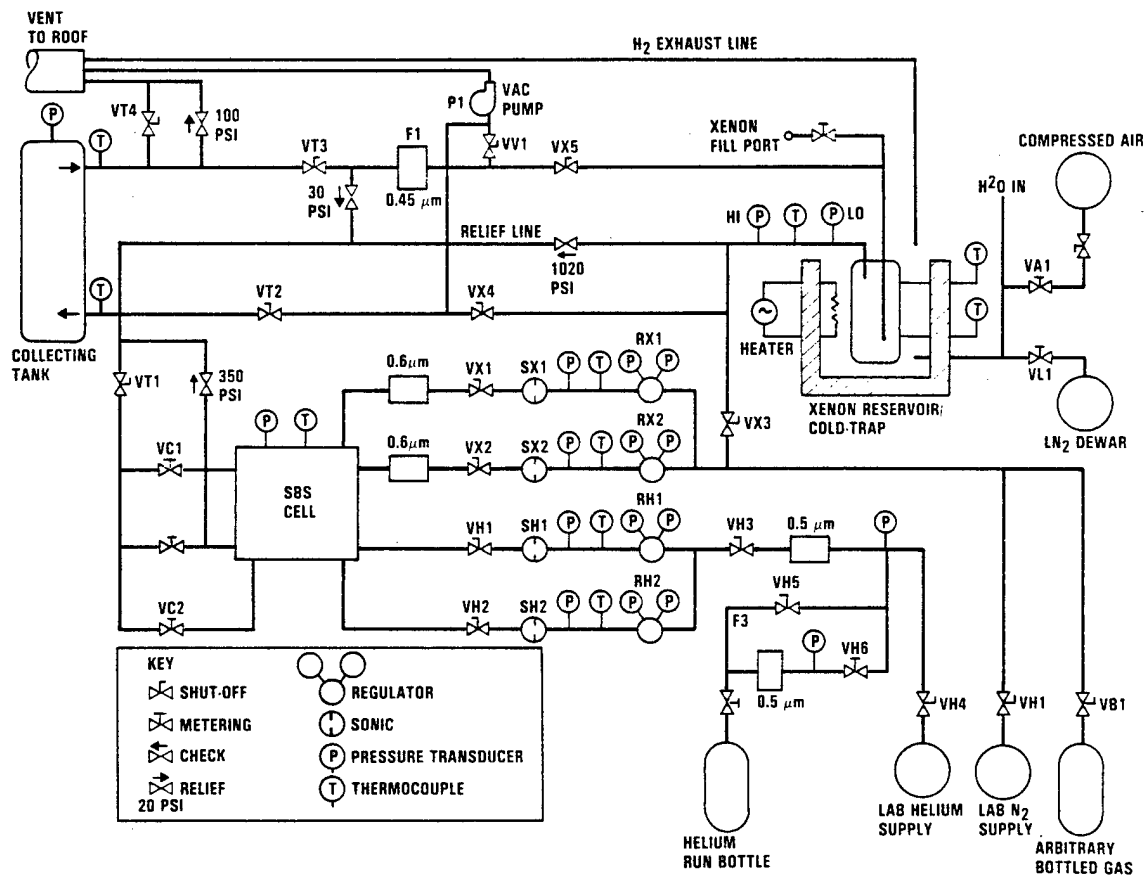 VENT
TO ROOF
H₂ EXHAUST LINE
P
VT4
100
PSI
P1
VAC
PUMP
T
VT3
F1
0.45 μm
VV1
VX5
XENON
FILL PORT
COMPRESSED AIR
H²O IN
30
PSI
RELIEF LINE
1020
PSI
HI
P
T
P
LO
T
VA1
T
VT2
VX4
HEATER
T
VL1
COLLECTING
TANK
XENON RESERVOIR/
COLD-TRAP
LN₂ DEWAR
VT1
350
PSI
0.6μm
VX1
SX1
P
T
RX1
P
P
VX3
P
T
0.6μm
VX2
SX2
P
T
RX2
P
P
VC1
SBS
CELL
VH1
SH1
P
T
RH1
P
P
VH3
0.5 μm
P
VC2
VH2
SH2
P
T
RH2
P
P
VH5
F3
P
VH6
0.5 μm
VH4
VH1
VB1
KEY
SHUT-OFF
METERING
CHECK
RELIEF
20 PSI
REGULATOR
SONIC
P
PRESSURE TRANSDUCER
T
THERMOCOUPLE
HELIUM
RUN BOTTLE
LAB HELIUM
SUPPLY
LAB N₂
SUPPLY
ARBITRARY
BOTTLED GAS